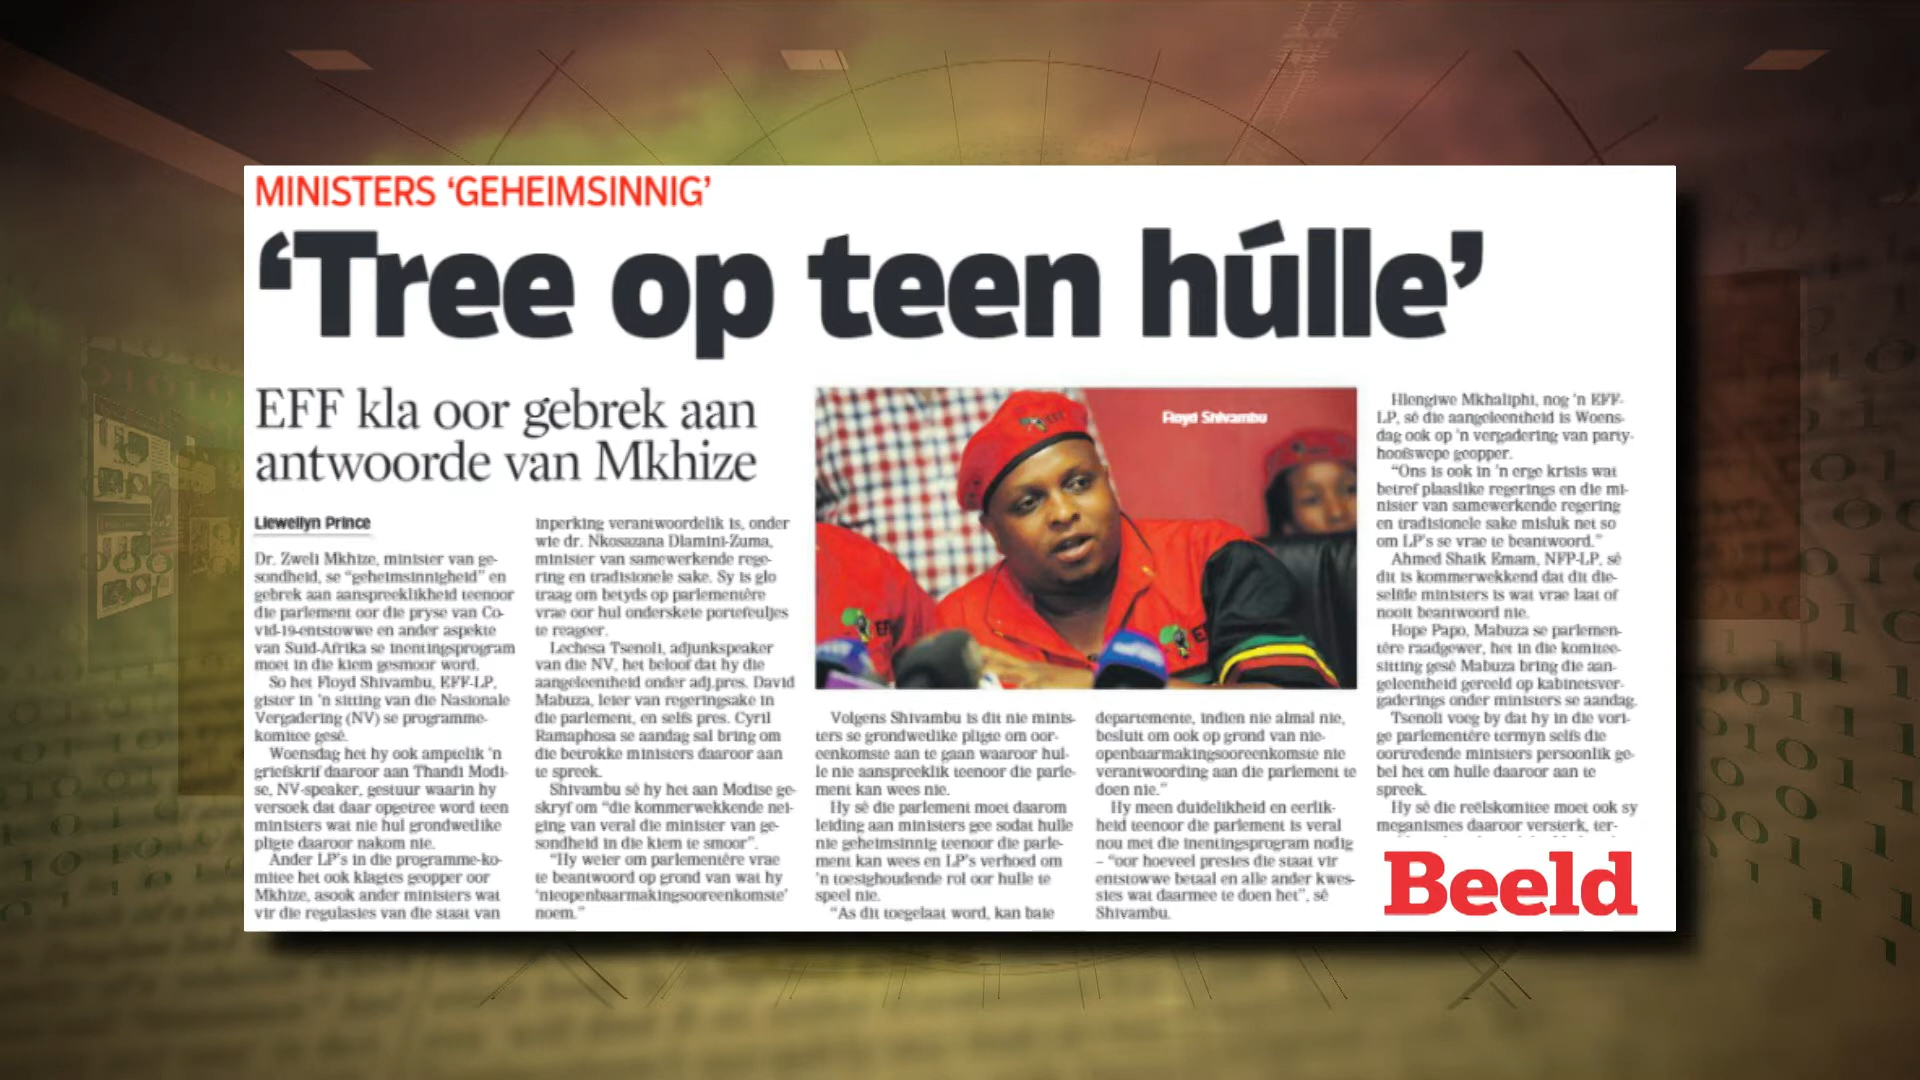 MINISTERS ‘GEHEIMSINNIG’
‘Tree op teen húlle’
EFF kla oor gebrek aan
antwoorde van Mkhize
Llewellyn Prince
Dr. Zweli Mkhize, minister van ge-
sondheid, se “geheimsinnigheid” en
gebrek aan aanspreeklikheid teenoor
die parlement oor die pryse van Co-
vid-19-entstowwe en ander aspekte
van Suid-Afrika se inentingsprogram
moet in die kiem gesmoor word.
So het Floyd Shivambu, EFF-LP,
gister in ’n sitting van die Nasionale
Vergadering (NV) se programme-
komitee gesê.
Woensdag het hy ook amptelik ’n
griefskrif daaroor aan Thandi Modi-
se, NV-speaker, gestuur waarin hy
versoek dat daar opgetree word teen
ministers wat nie hul grondwetlike
pligte daaroor nakom nie.
Ander LP’s in die programme-ko-
mitee het ook klagtes geopper oor
Mkhize, asook ander ministers wat
vir die regulasies van die staat van
inperking verantwoordelik is, onder
wie dr. Nkosazana Dlamini-Zuma,
minister van samewerkende rege-
ring en tradisionele sake. Sy is glo
traag om betyds op parlementêre
vrae oor hul onderskeie portefeuljes
te reageer.
Lechesa Tsenoli, adjunkspeaker
van die NV, het beloof dat hy die
aangeleentheid onder adj.pres. David
Mabuza, leier van regeringsake in
die parlement, en selfs pres. Cyril
Ramaphosa se aandag sal bring om
die betrokke ministers daaroor aan
te spreek.
Shivambu sê hy het aan Modise ge-
skryf om “die kommerwekkende nei-
ging van veral die minister van ge-
sondheid in die kiem te smoor”.
“Hy weier om parlementêre vrae
te beantwoord op grond van wat hy
‘nieopenbaarmakingsooreenkomste’
noem.”
Floyd Shivambu
Volgens Shivambu is dit nie minis-
ters se grondwetlike pligte om oor-
eenkomste aan te gaan waaroor hul-
le nie aanspreeklik teenoor die parle-
ment kan wees nie.
Hy sê die parlement moet daarom
leiding aan ministers gee sodat hulle
nie geheimsinnig teenoor die parle-
ment kan wees en LP’s verhoed om
’n toesighoudende rol oor hulle te
speel nie.
“As dit toegelaat word, kan baie
departemente, indien nie almal nie,
besluit om ook op grond van nie-
openbaarmakingsooreenkomste nie
verantwoording aan die parlement te
doen nie.”
Hy meen duidelikheid en eerlik-
heid teenoor die parlement is veral
nou met die inentingsprogram nodig
– “oor hoeveel presies die staat vir
entstowwe betaal en alle ander kwes-
sies wat daarmee te doen het”, sê
Shivambu.
Hlengiwe Mkhaliphi, nog ’n EFF-
LP, sê die aangeleentheid is Woens-
dag ook op ’n vergadering van party-
hoofswepe geopper.
“Ons is ook in ’n erge krisis wat
betref plaaslike regerings en die mi-
nister van samewerkende regering
en tradisionele sake misluk net so
om LP’s se vrae te beantwoord.”
Ahmed Shaik Emam, NFP-LP, sê
dit is kommerwekkend dat dit die-
selfde ministers is wat vrae laat of
nooit beantwoord nie.
Hope Papo, Mabuza se parlemen-
têre raadgewer, het in die komitee-
sitting gesê Mabuza bring die aan-
geleentheid gereeld op kabinetsver-
gaderings onder ministers se aandag.
Tsenoli voeg by dat hy in die vori-
ge parlementêre termyn selfs die
oortredende ministers persoonlik ge-
bel het om hulle daaroor aan te
spreek.
Hy sê die reëlskomitee moet ook sy
meganismes daaroor versterk, ter-
Beeld